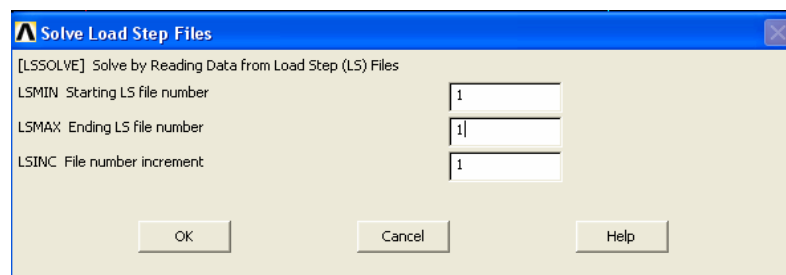 Solve Load Step Files
[LSSOLVE] Solve by Reading Data from Load Step (LS) Files
LSMIN Starting LS file number 1
LSMAX Ending LS file number 1
LSINC File number increment 1
OK Cancel Help